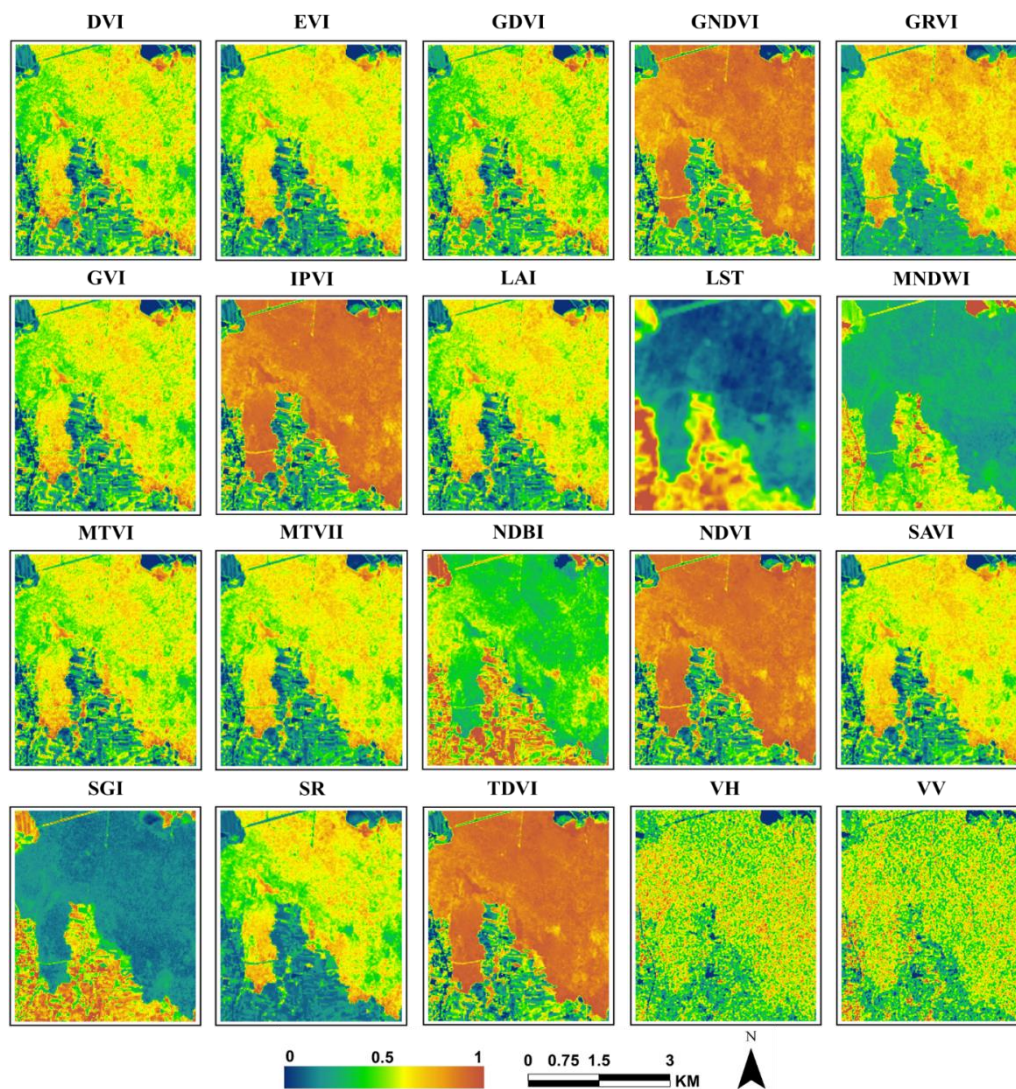 DVI EVI GDVI GNDVI GRVI
GVI IPVI LAI LST MNDWI
MTVI MTVII NDBI NDVI SAVI
SGI SR TDVI VH VV
0 0.5 1
0 0.75 1.5 3
KM
N